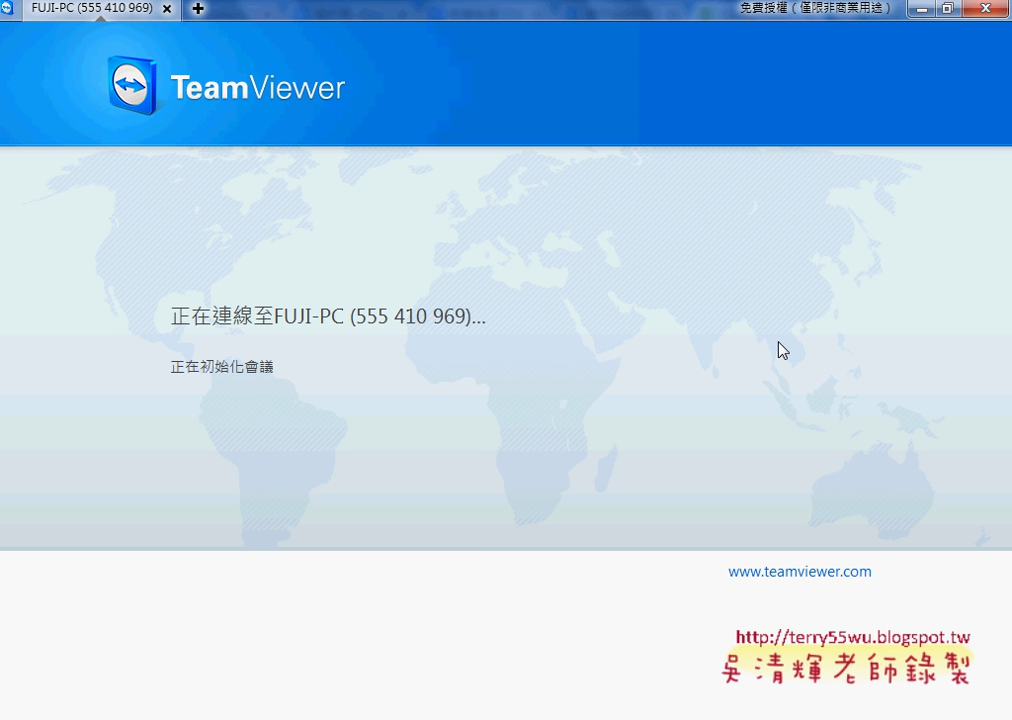 FUJI-PC (555 410 969)
免費授權（僅限非商業用途）
TeamViewer
正在連線至FUJI-PC (555 410 969)...
正在初始化會議
www.teamviewer.com
http://terry55wu.blogspot.tw
吳清輝老師錄製